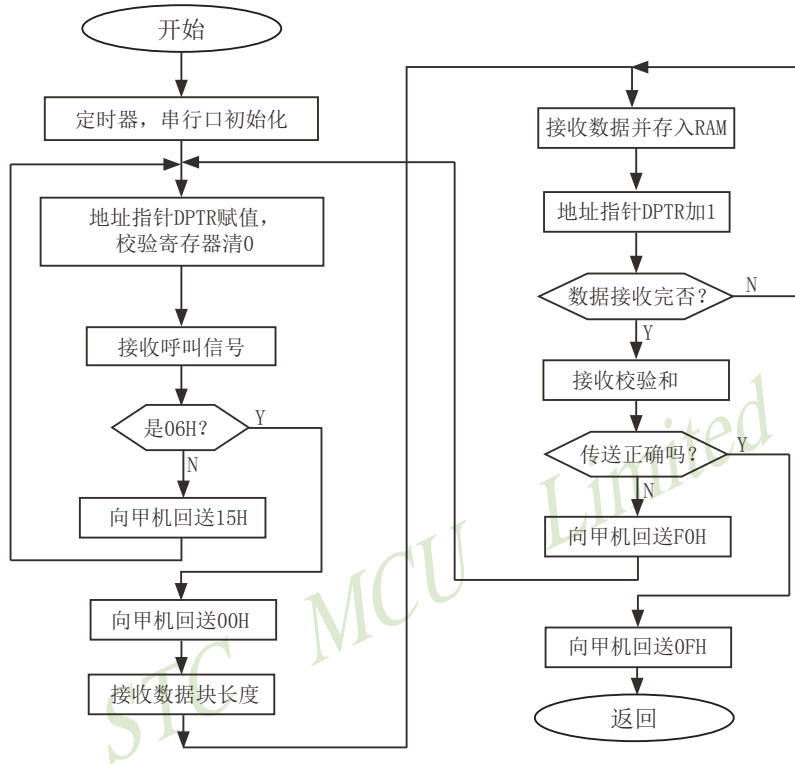 开始
定时器，串行口初始化
地址指针DPTR赋值，
校验寄存器清0
接收呼叫信号
是06H？
Y
N
向甲机回送15H
向甲机回送00H
接收数据块长度
接收数据并存入RAM
地址指针DPTR加1
数据接收完否？
N
Y
接收校验和
传送正确吗？
Y
N
向甲机回送F0H
向甲机回送0FH
返回
STC MCU Limited